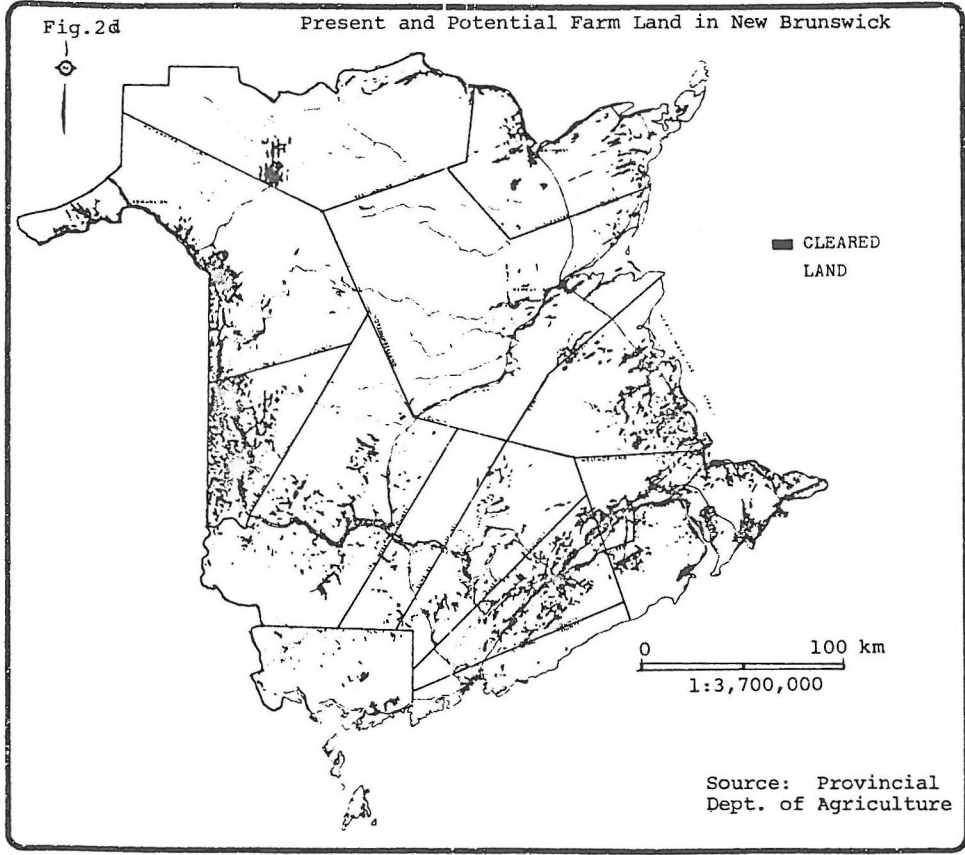 Fig.2d
Present and Potential Farm Land in New Brunswick
CLEARED
LAND
0 100 km
1:3,700,000
Source: Provincial
Dept. of Agriculture